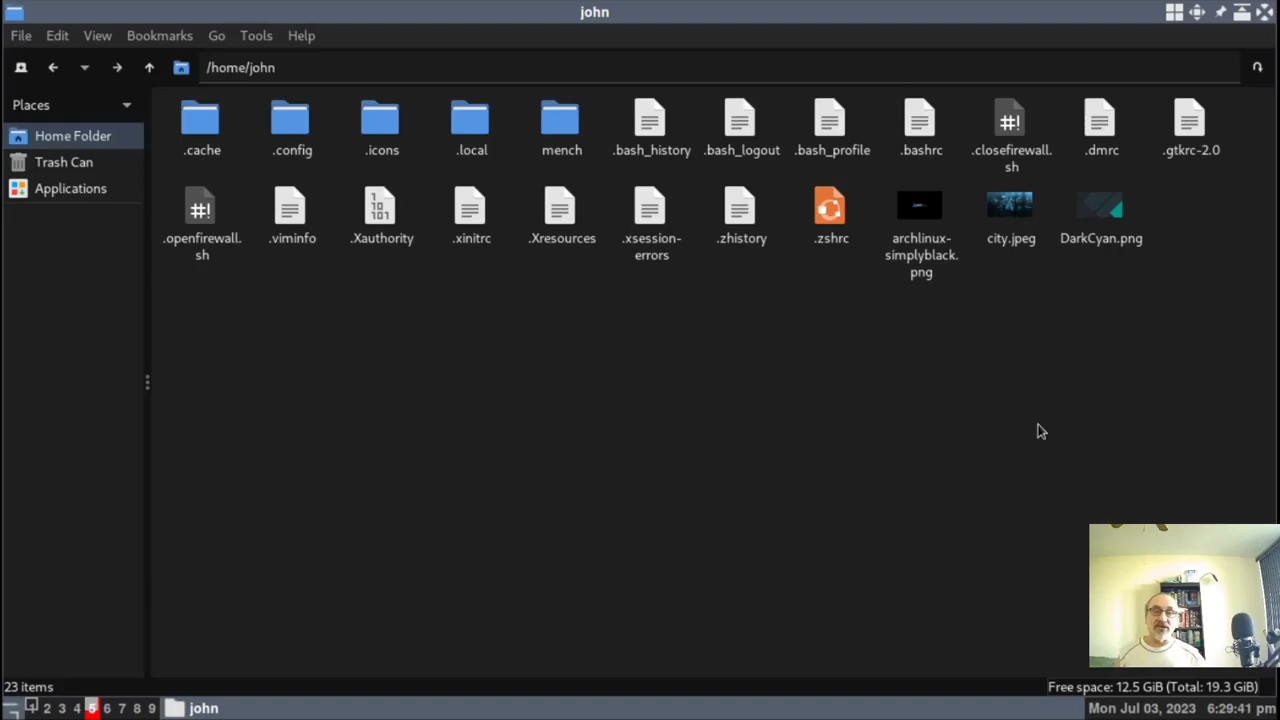 john
File Edit View Bookmarks Go Tools Help
/home/john
Places
Home Folder
Trash Can
Applications
.cache
.config
.icons
.local
mench
.bash_history
.bash_logout
.bash_profile
.bashrc
.closefirewall.
sh
.dmrc
.gtkrc-2.0
.openfirewall.
sh
.viminfo
.Xauthority
.xinitrc
.Xresources
.xsession-
errors
.zhistory
.zshrc
archlinux-
simplyblack.
png
city.jpeg
DarkCyan.png
23 items
Free space: 12.5 GiB (Total: 19.3 GiB)
1 2 3 4 5 6 7 8 9
john
Mon Jul 03, 2023 6:29:41 pm